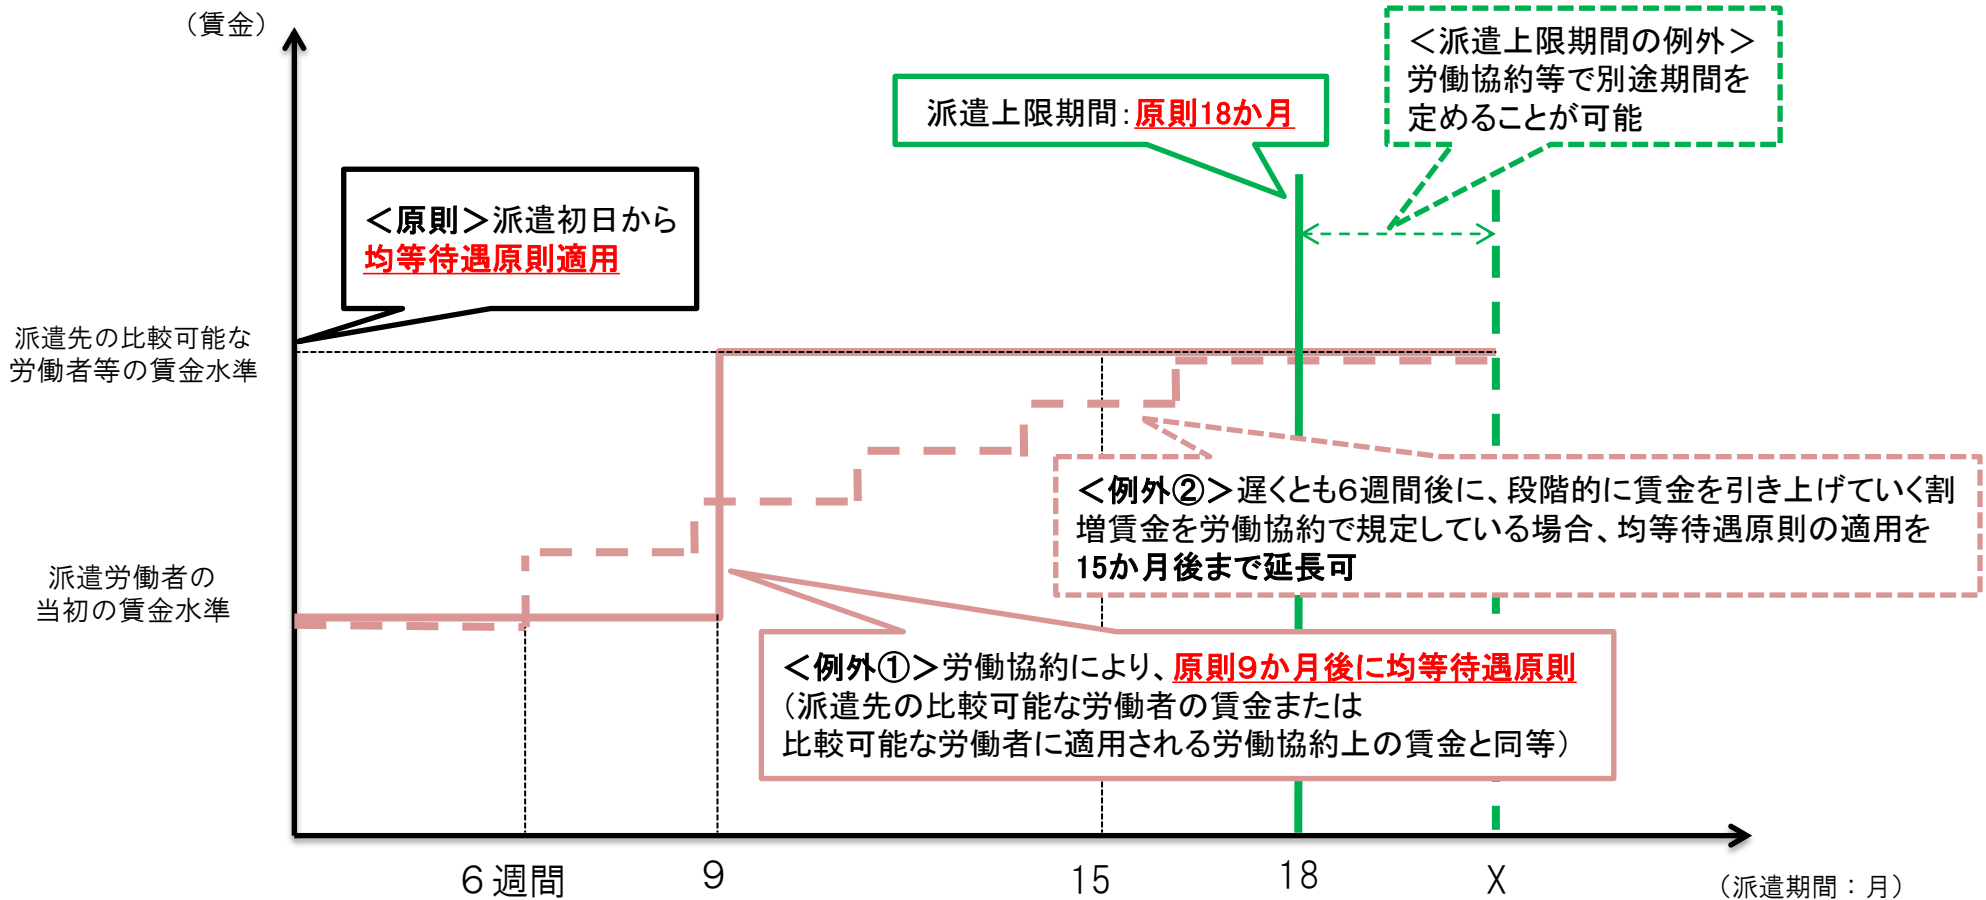 （賃金）
＜派遣上限期間の例外＞
労働協約等で別途期間を
定めることが可能
派遣上限期間：原則18か月
＜原則＞派遣初日から
均等待遇原則適用
派遣先の比較可能な
労働者等の賃金水準
＜例外②＞遅くとも６週間後に、段階的に賃金を引き上げていく割
増賃金を労働協約で規定している場合、均等待遇原則の適用を
15か月後まで延長可
派遣労働者の
当初の賃金水準
＜例外①＞労働協約により、原則９か月後に均等待遇原則
（派遣先の比較可能な労働者の賃金または
比較可能な労働者に適用される労働協約上の賃金と同等）
６週間
9
15
18
X
（派遣期間：月）